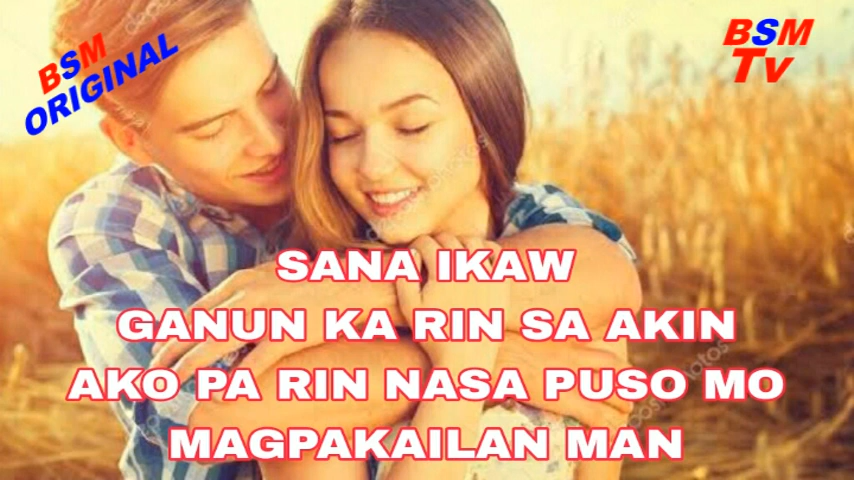 BSM
ORIGINAL
BSM
TV
SANA IKAW
GANUN KA RIN SA AKIN
AKO PA RIN NASA PUSO MO
MAGPAKAILAN MAN